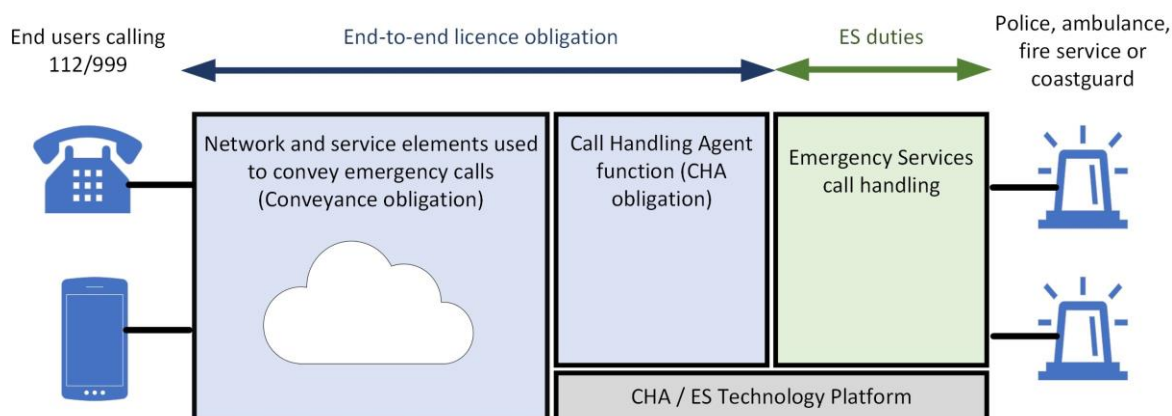 End users calling
112/999
End-to-end licence obligation
ES duties
Police, ambulance,
fire service or
coastguard
Network and service elements used
to convey emergency calls
(Conveyance obligation)
Call Handling Agent
function (CHA
obligation)
Emergency Services
call handling
CHA / ES Technology Platform